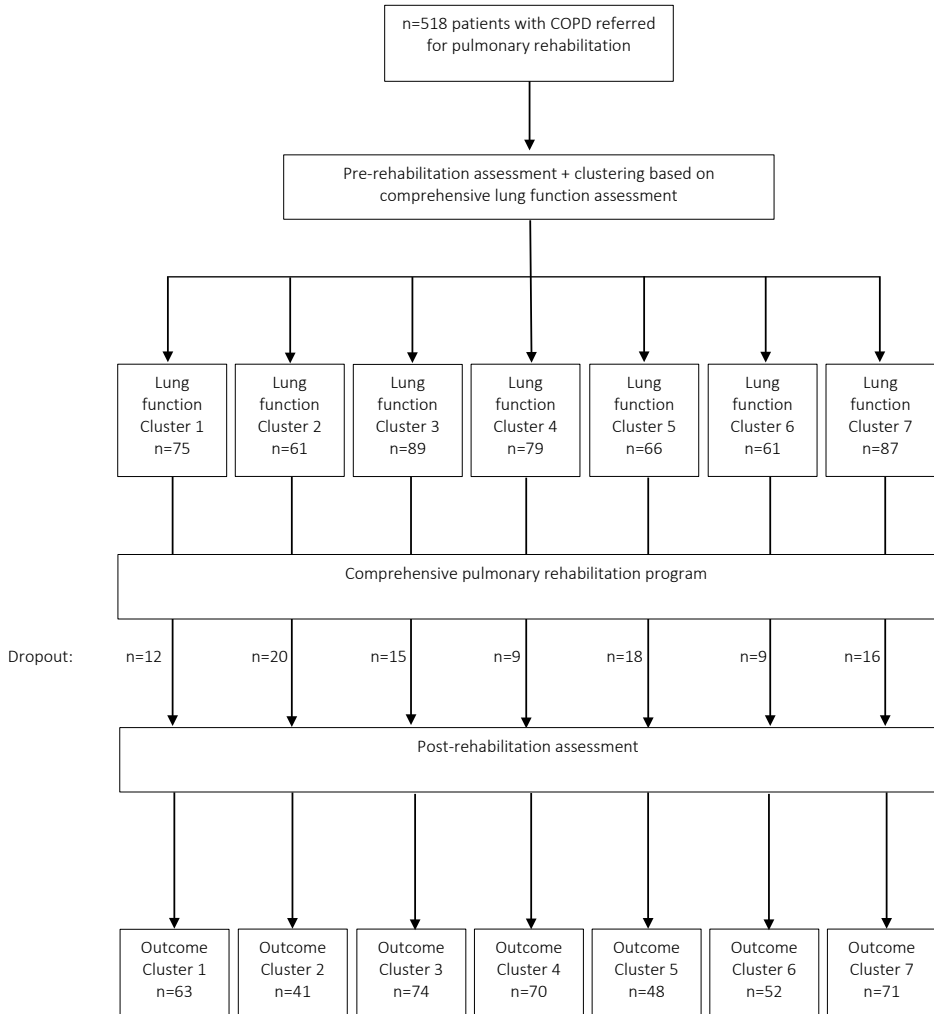 n=518 patients with COPD referred
for pulmonary rehabilitation
Pre-rehabilitation assessment + clustering based on
comprehensive lung function assessment
Lung
function
Cluster 1
n=75
Lung
function
Cluster 2
n=61
Lung
function
Cluster 3
n=89
Lung
function
Cluster 4
n=79
Lung
function
Cluster 5
n=66
Lung
function
Cluster 6
n=61
Lung
function
Cluster 7
n=87
Comprehensive pulmonary rehabilitation program
Dropout: n=12 n=20 n=15 n=9 n=18 n=9 n=16
Post-rehabilitation assessment
Outcome
Cluster 1
n=63
Outcome
Cluster 2
n=41
Outcome
Cluster 3
n=74
Outcome
Cluster 4
n=70
Outcome
Cluster 5
n=48
Outcome
Cluster 6
n=52
Outcome
Cluster 7
n=71